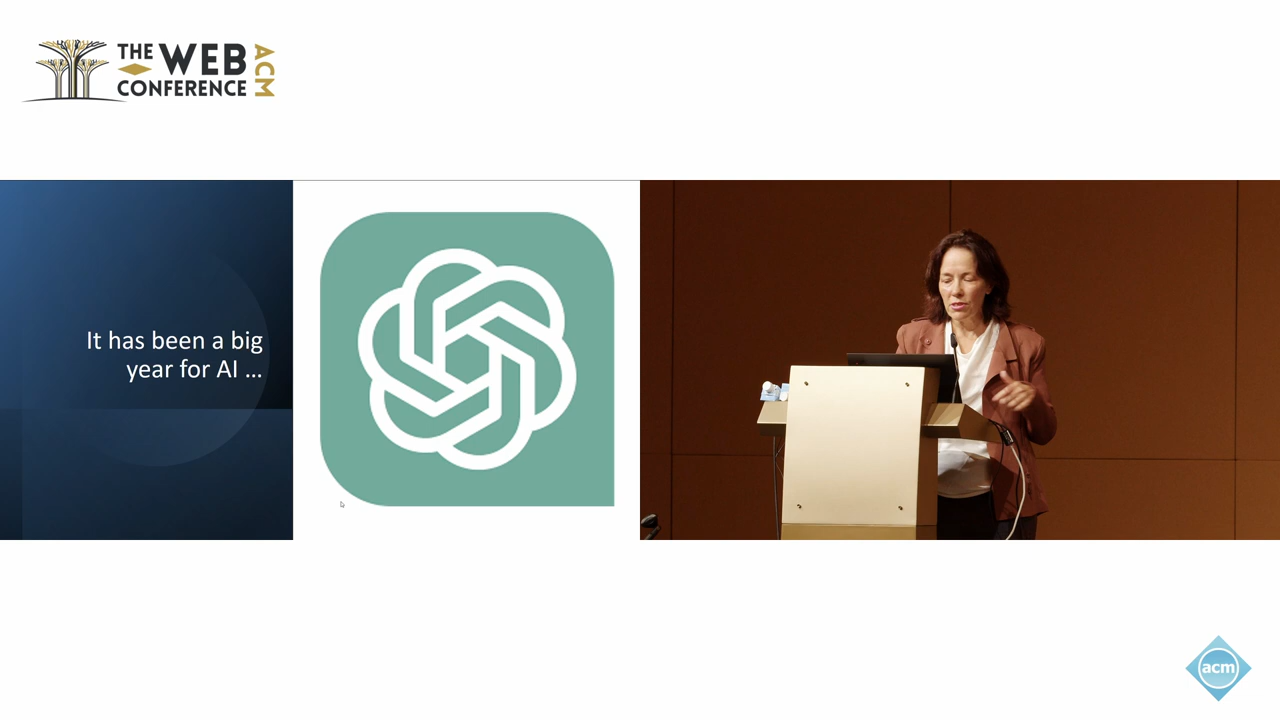 THE WEB
CONFERENCE
ACM
It has been a big
year for AI ...
acm